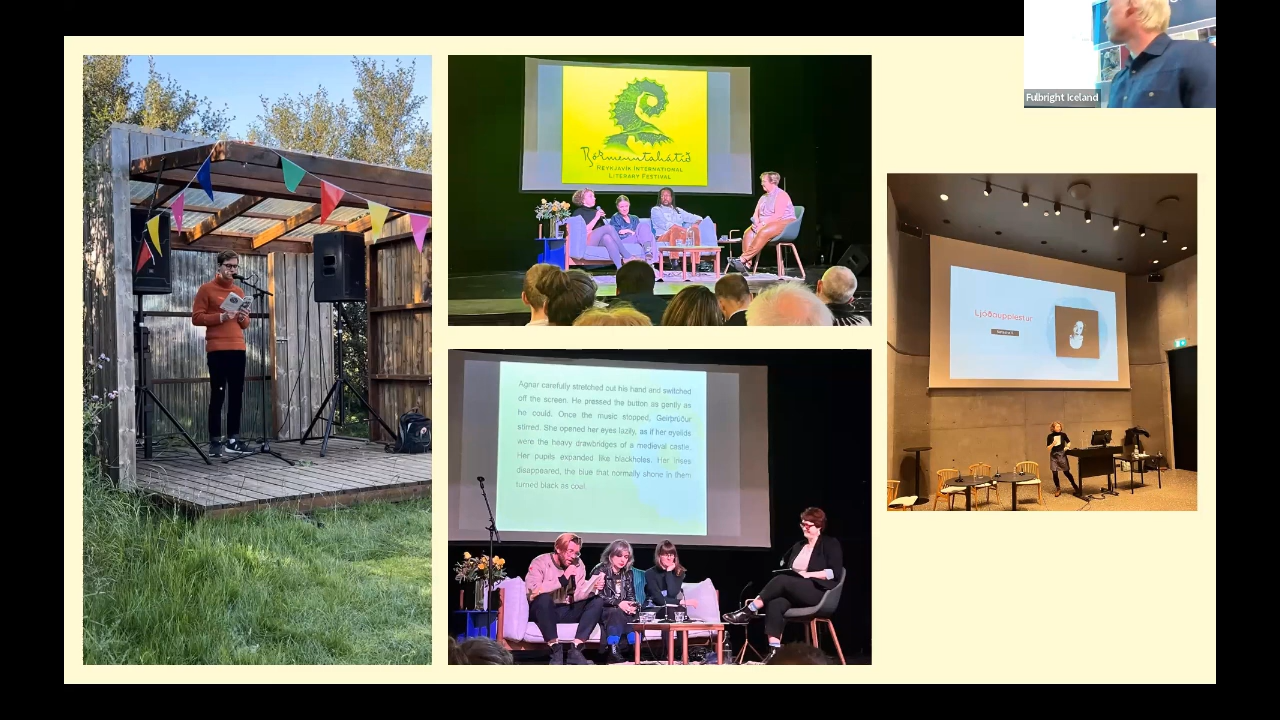 Fulbright Iceland
Bókmenntahátíð
REYKJAVÍK INTERNATIONAL
LITERARY FESTIVAL
Agnar carefully stretched out his hand and switched
off the screen. He pressed the button as gently as
he could. Once the music stopped, Geirþrúður
stirred. She opened her eyes lazily, as if her eyelids
were the heavy drawbridges of a medieval castle.
Her pupils expanded like blackholes. Her irises
disappeared, the blue that normally shone in them
turned black as coal.
Ljóðaupplestur